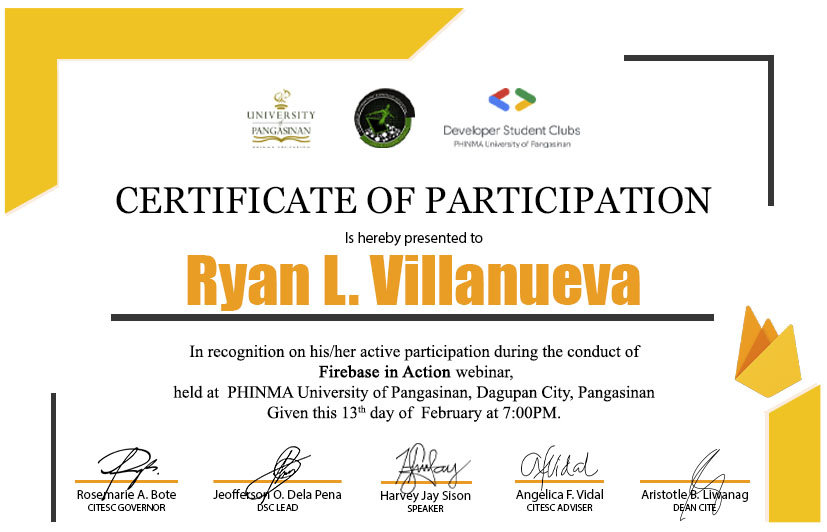 UNIVERSITY
of
PANGASINAN
Developer Student Clubs
PHINMA University of Pangasinan
CERTIFICATE OF PARTICIPATION
Is hereby presented to
Ryan L. Villanueva
In recognition on his/her active participation during the conduct of
Firebase in Action webinar,
held at PHINMA University of Pangasinan, Dagupan City, Pangasinan
Given this 13th day of February at 7:00PM.
Rosemarie A. Bote
CITESC GOVERNOR
Jeofferson O. Dela Pena
DSC LEAD
Harvey Jay Sison
SPEAKER
Angelica F. Vidal
CITESC ADVISER
Aristotle B. Liwanag
DEAN CITE